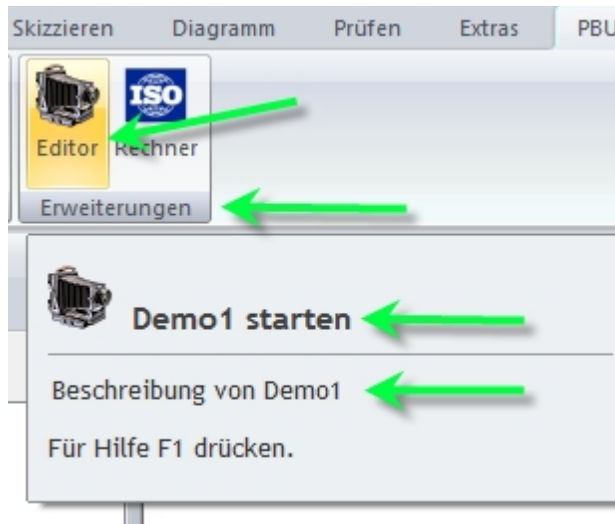 Skizzieren Diagramm Prüfen Extras PBU
ISO
Editor Rechner
Erweiterungen
Demo1 starten
Beschreibung von Demo1
Für Hilfe F1 drücken.